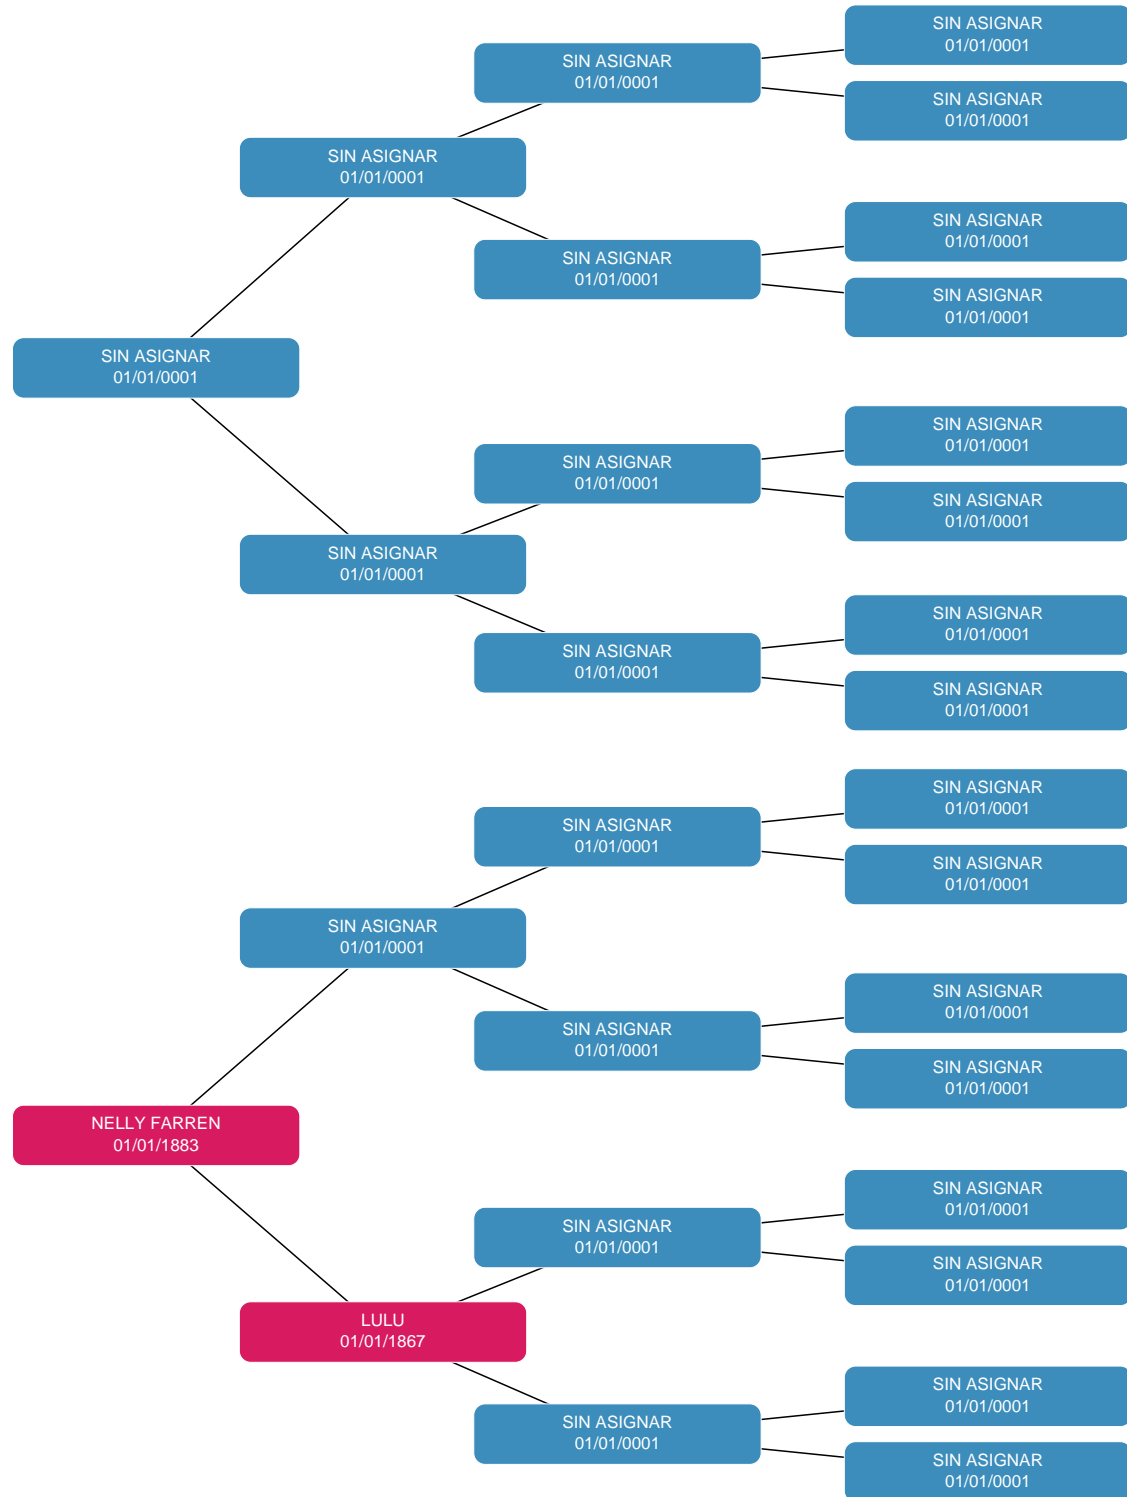 SIN ASIGNAR
01/01/0001
SIN ASIGNAR
01/01/0001
SIN ASIGNAR
01/01/0001
SIN ASIGNAR
01/01/0001
SIN ASIGNAR
01/01/0001
SIN ASIGNAR
01/01/0001
SIN ASIGNAR
01/01/0001
SIN ASIGNAR
01/01/0001
SIN ASIGNAR
01/01/0001
SIN ASIGNAR
01/01/0001
SIN ASIGNAR
01/01/0001
SIN ASIGNAR
01/01/0001
SIN ASIGNAR
01/01/0001
SIN ASIGNAR
01/01/0001
SIN ASIGNAR
01/01/0001
SIN ASIGNAR
01/01/0001
SIN ASIGNAR
01/01/0001
SIN ASIGNAR
01/01/0001
SIN ASIGNAR
01/01/0001
SIN ASIGNAR
01/01/0001
SIN ASIGNAR
01/01/0001
SIN ASIGNAR
01/01/0001
NELLY FARREN
01/01/1883
SIN ASIGNAR
01/01/0001
SIN ASIGNAR
01/01/0001
SIN ASIGNAR
01/01/0001
LULU
01/01/1867
SIN ASIGNAR
01/01/0001
SIN ASIGNAR
01/01/0001
SIN ASIGNAR
01/01/0001